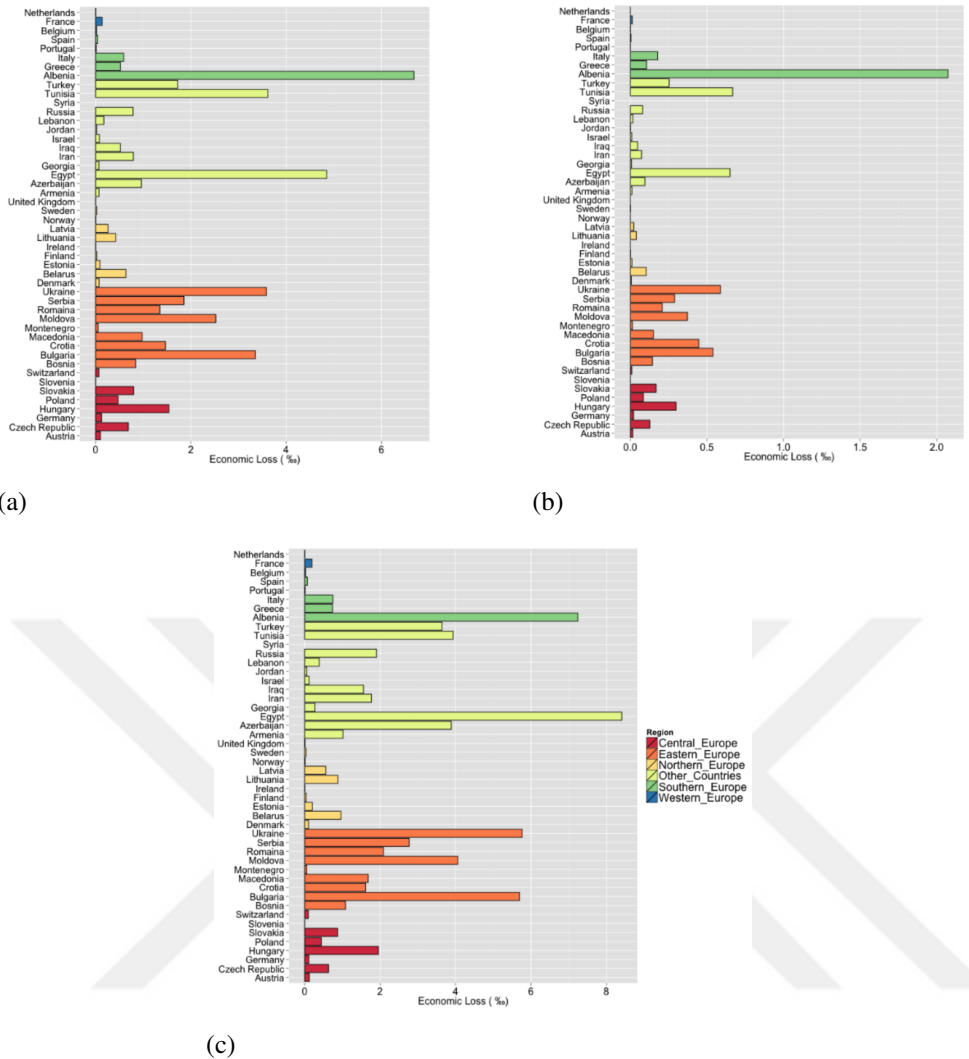 Netherlands
France
Belgium
Spain
Portugal
Italy
Greece
Albenia
Turkey
Tunisia
Syria
Russia
Lebanon
Jordan
Israel
Iraq
Iran
Georgia
Egypt
Azerbaijan
Armenia
United Kingdom
Sweden
Norway
Latvia
Lithuania
Ireland
Finland
Estonia
Belarus
Denmark
Ukraine
Serbia
Romaina
Moldova
Montenegro
Macedonia
Crotia
Bulgaria
Bosnia
Switzerland
Slovenia
Slovakia
Poland
Hungary
Germany
Czech Republic
Austria
0 2 4 6
Economic Loss ( ‰)
(a)
Netherlands
France
Belgium
Spain
Portugal
Italy
Greece
Albenia
Turkey
Tunisia
Syria
Russia
Lebanon
Jordan
Israel
Iraq
Iran
Georgia
Egypt
Azerbaijan
Armenia
United Kingdom
Sweden
Norway
Latvia
Lithuania
Ireland
Finland
Estonia
Belarus
Denmark
Ukraine
Serbia
Romaina
Moldova
Montenegro
Macedonia
Crotia
Bulgaria
Bosnia
Switzerland
Slovenia
Slovakia
Poland
Hungary
Germany
Czech Republic
Austria
0.0 0.5 1.0 1.5 2.0
Economic Loss ( ‰)
(b)
Netherlands
France
Belgium
Spain
Portugal
Italy
Greece
Albenia
Turkey
Tunisia
Syria
Russia
Lebanon
Jordan
Israel
Iraq
Iran
Georgia
Egypt
Azerbaijan
Armenia
United Kingdom
Sweden
Norway
Latvia
Lithuania
Ireland
Finland
Estonia
Belarus
Denmark
Ukraine
Serbia
Romaina
Moldova
Montenegro
Macedonia
Crotia
Bulgaria
Bosnia
Switzerland
Slovenia
Slovakia
Poland
Hungary
Germany
Czech Republic
Austria
0 2 4 6 8
Economic Loss ( ‰)
Region
Central_Europe
Eastern_Europe
Northern_Europe
Other_Countries
Southern_Europe
Western_Europe
(c)